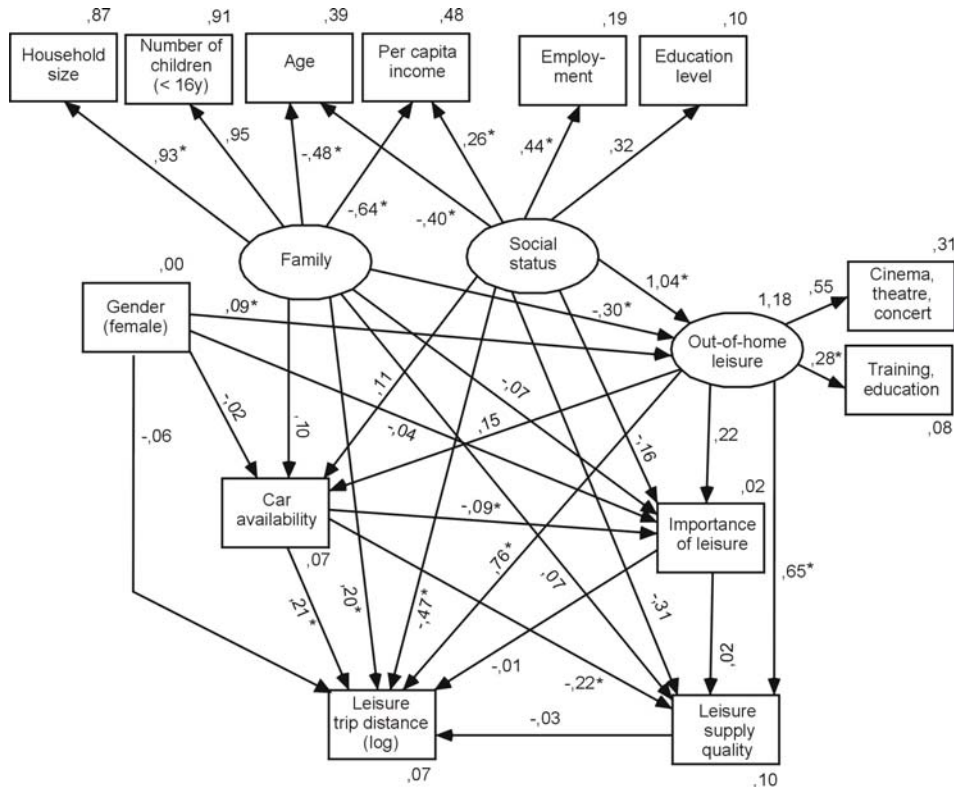 ,87
,91
,39
,48
,19
,10
Household
size
Number of
children
(< 16y)
Age
Per capita
income
Employ-
ment
Education
level
,93*
,95
-,48*
-,64*
-,40*
,26*
,44*
,32
Family
Social
status
,00
Gender
(female)
,09*
-,30*
1,04*
1,18
,55
,31
Cinema,
theatre,
concert
Out-of-home
leisure
,28*
Training,
education
,08
-,06
-,02
,10
,11
-,04
-,07
,15
-,16
,22
Car
availability
,07
-,09*
,02
Importance
of leisure
,21*
,20*
-,47*
,76*
,07
-,31
,65*
-,01
,02
-,22*
Leisure
trip distance
(log)
,07
-,03
Leisure
supply
quality
,10